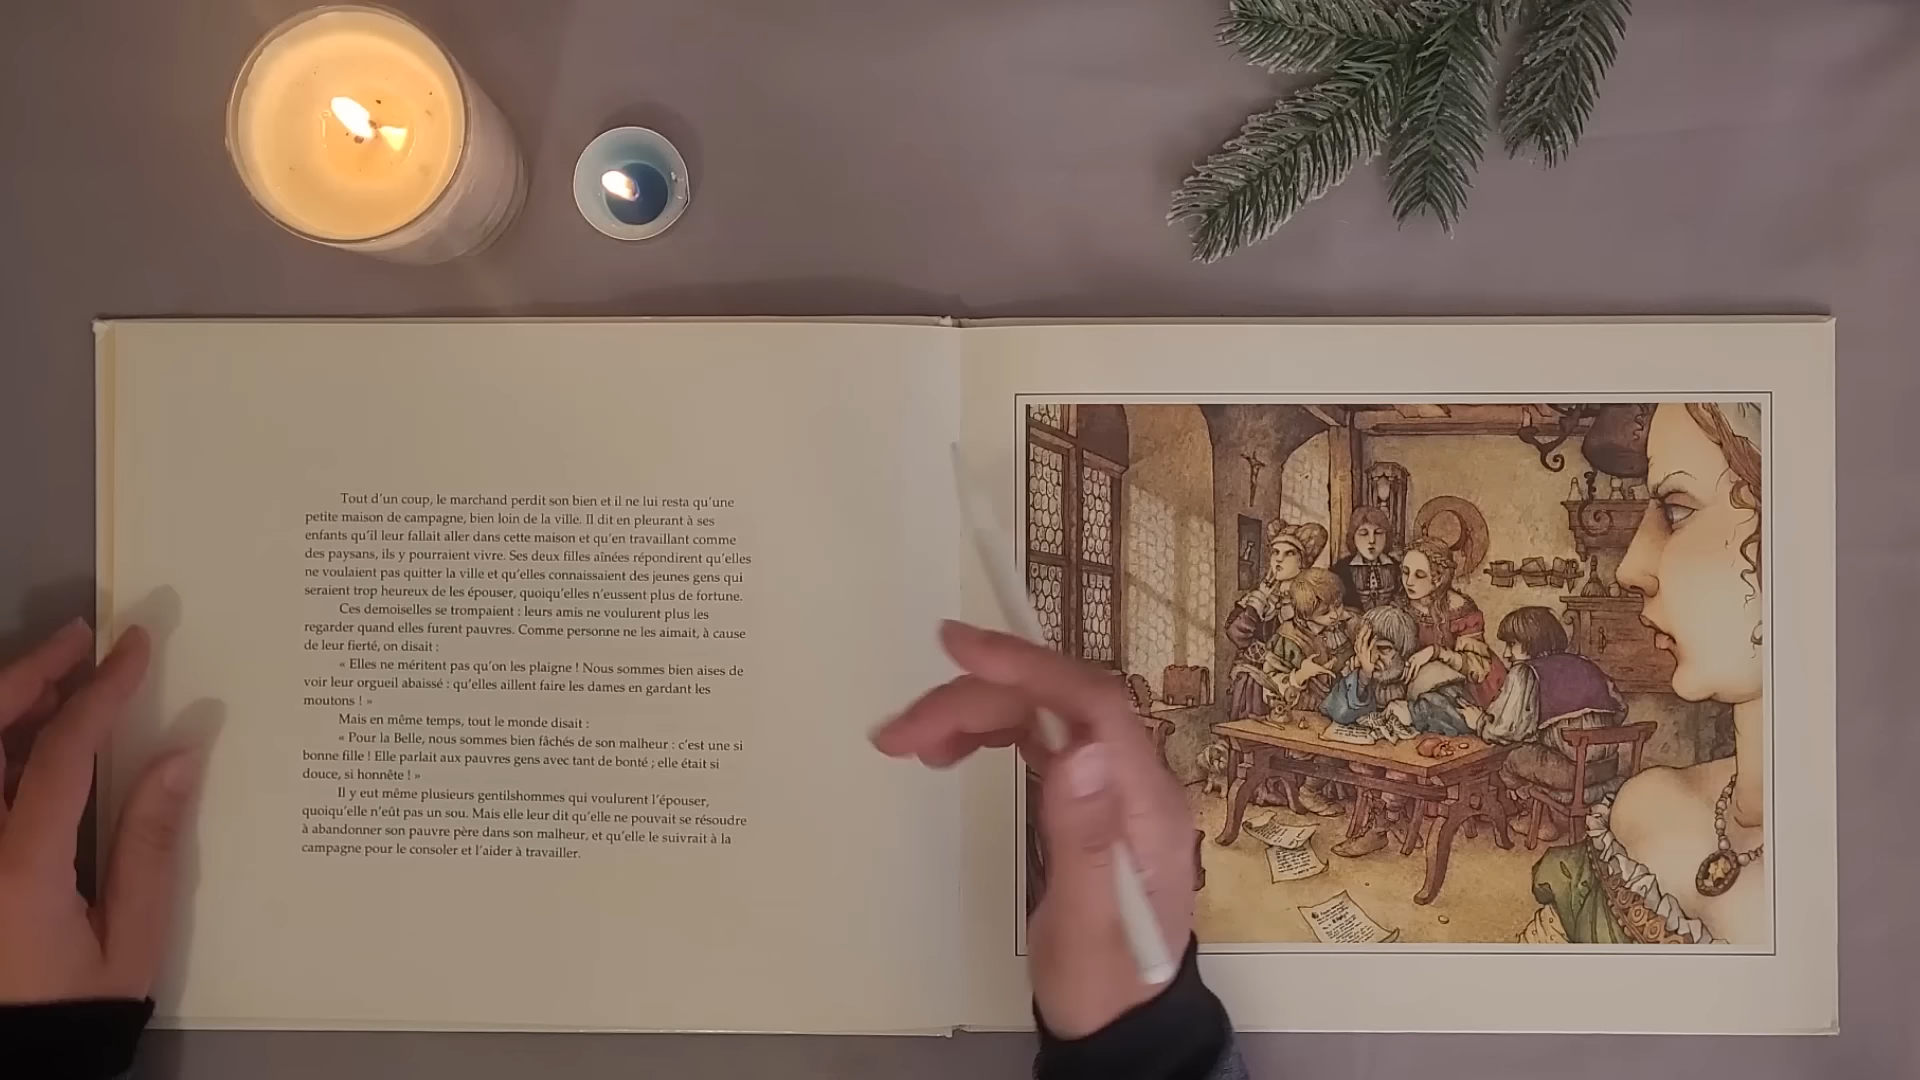 Tout d'un coup, le marchand perdit son bien et il ne lui resta qu'une
petite maison de campagne, bien loin de la ville. Il dit en pleurant à ses
enfants qu'il leur fallait aller dans cette maison et qu'en travaillant comme
des paysans, ils y pourraient vivre. Ses deux filles aînées répondirent qu'elles
ne voulaient pas quitter la ville et qu'elles connaissaient des jeunes gens qui
seraient trop heureux de les épouser, quoiqu'elles n'eussent plus de fortune.
Ces demoiselles se trompaient : leurs amis ne voulurent plus les
regarder quand elles furent pauvres. Comme personne ne les aimait, à cause
de leur fierté, on disait :
« Elles ne méritent pas qu'on les plaigne ! Nous sommes bien aises de
voir leur orgueil abaissé : qu'elles aillent faire les dames en gardant les
moutons ! »
Mais en même temps, tout le monde disait :
« Pour la Belle, nous sommes bien fâchés de son malheur : c'est une si
bonne fille ! Elle parlait aux pauvres gens avec tant de bonté ; elle était si
douce, si honnête ! »
Il y eut même plusieurs gentilshommes qui voulurent l'épouser,
quoiqu'elle n'eût pas un sou. Mais elle leur dit qu'elle ne pouvait se résoudre
à abandonner son pauvre père dans son malheur, et qu'elle le suivrait à la
campagne pour le consoler et l'aider à travailler.